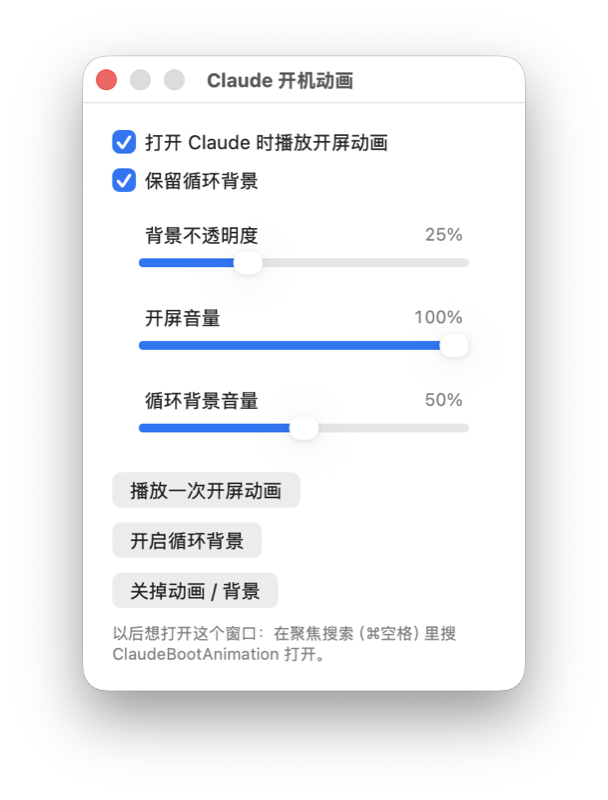 Claude 开机动画
打开 Claude 时播放开屏动画
保留循环背景
背景不透明度 25%
开屏音量 100%
循环背景音量 50%
播放一次开屏动画
开启循环背景
关掉动画 / 背景
以后想打开这个窗口：在聚焦搜索 (⌘空格) 里搜
ClaudeBootAnimation 打开。